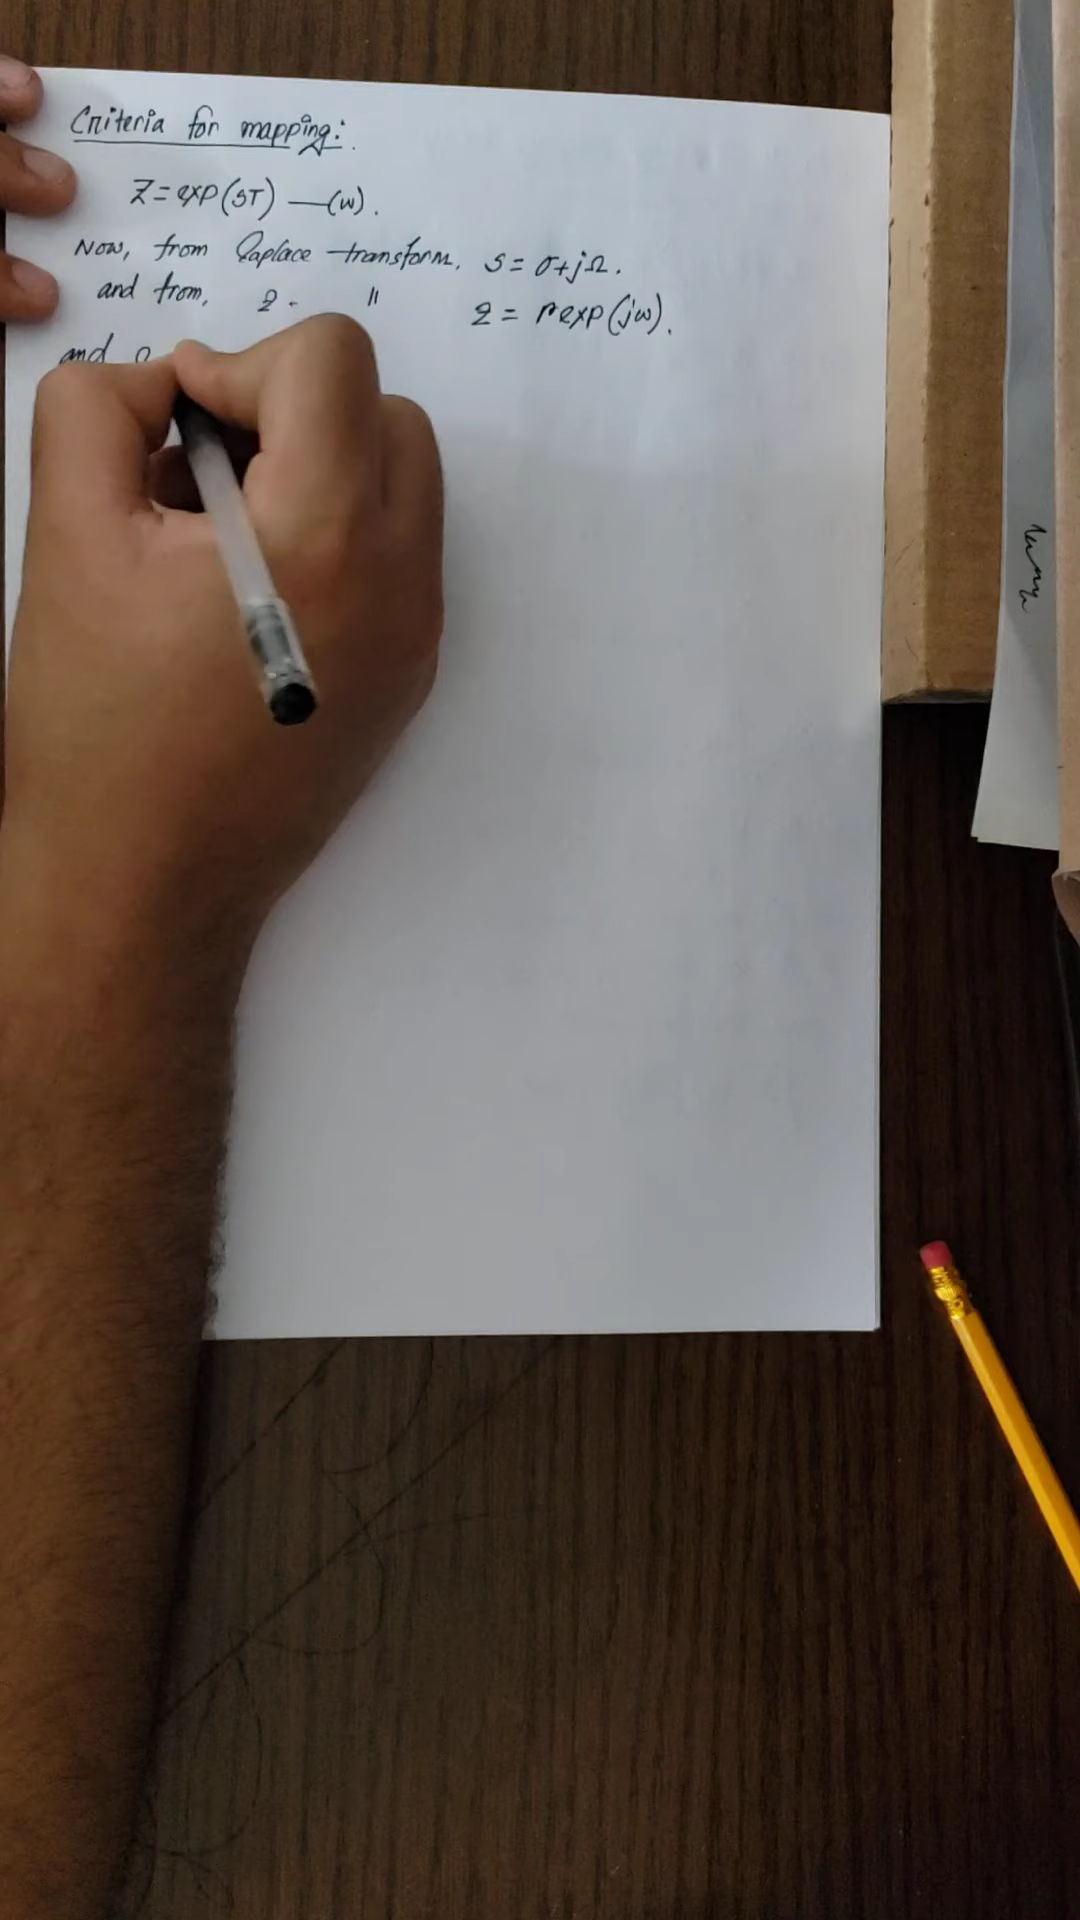 Criteria for mapping:
Z = exp(ST) —(w).
Now, from Laplace transform, s = σ+jΩ.
and from, z - " z = r exp(jω).
and